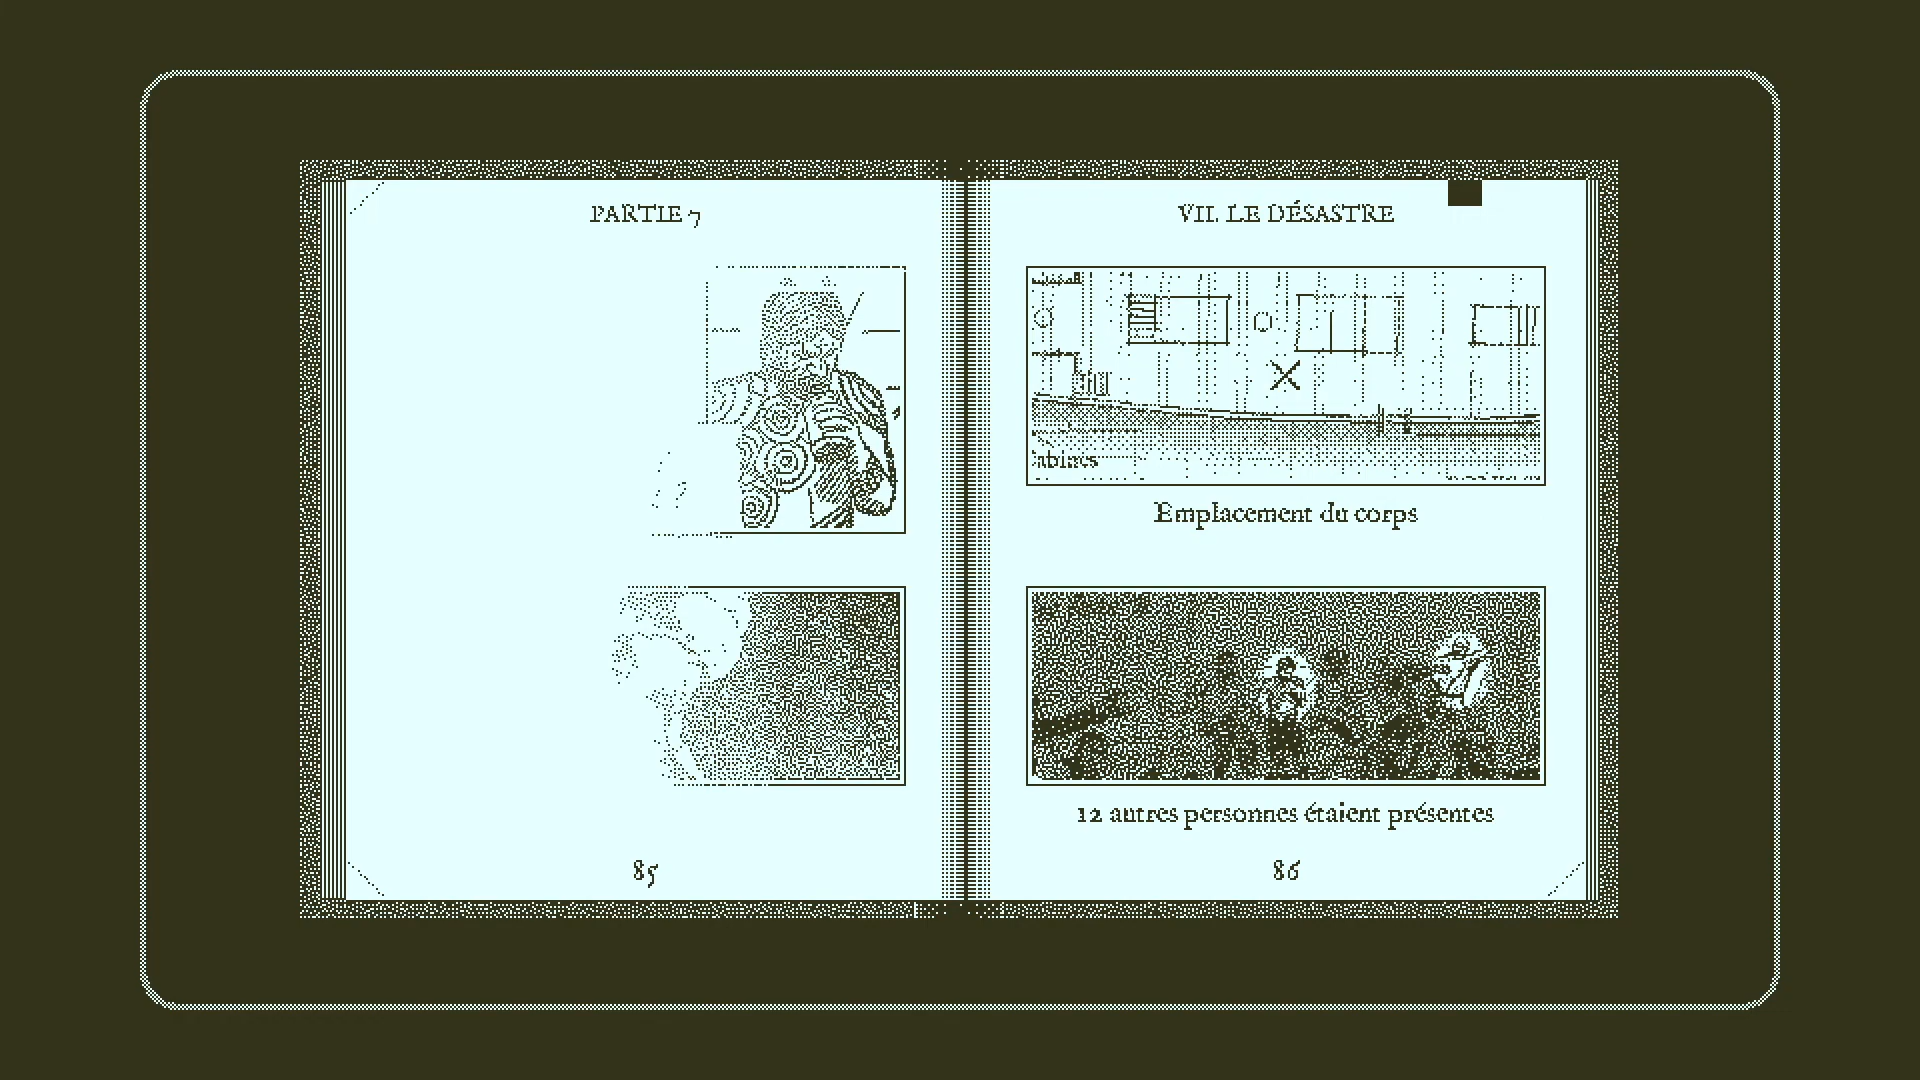 PARTIE 7
85
VII. LE DÉSASTRE
Emplacement du corps
12 autres personnes étaient présentes
86